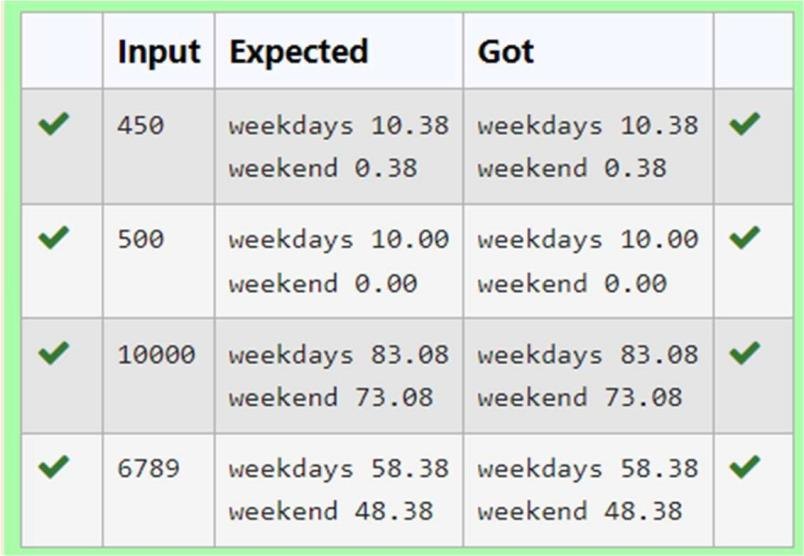 Input Expected Got
450 weekdays 10.38 weekdays 10.38
weekend 0.38 weekend 0.38
500 weekdays 10.00 weekdays 10.00
weekend 0.00 weekend 0.00
10000 weekdays 83.08 weekdays 83.08
weekend 73.08 weekend 73.08
6789 weekdays 58.38 weekdays 58.38
weekend 48.38 weekend 48.38